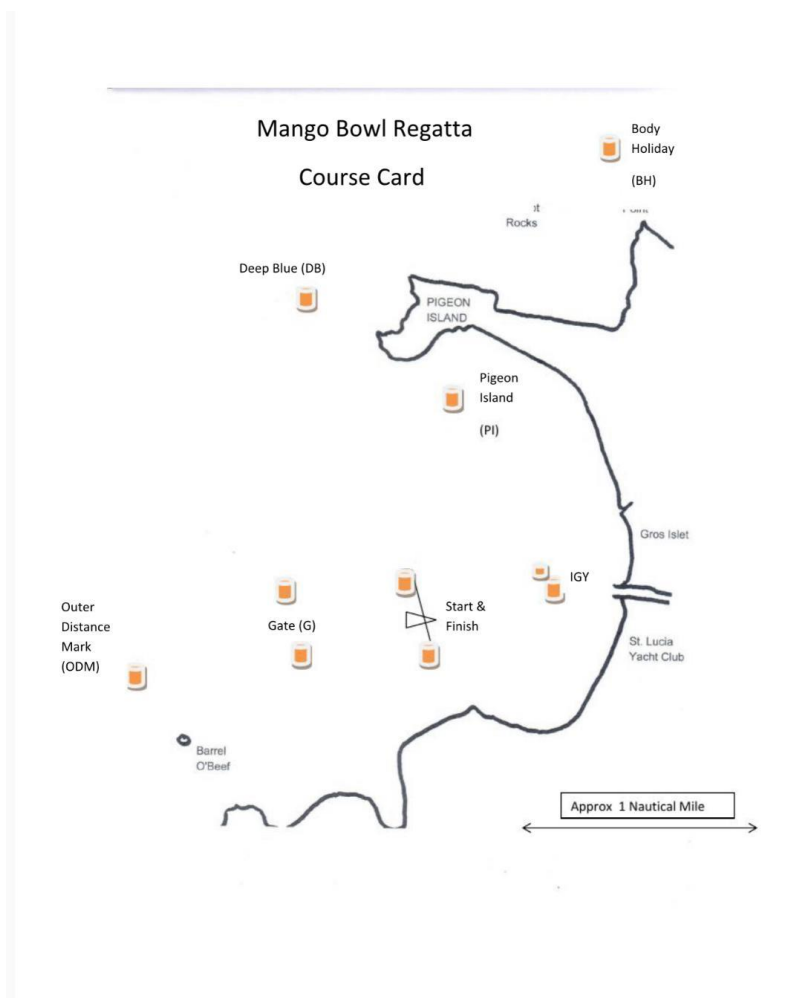 Mango Bowl Regatta
Course Card
Body
Holiday
(BH)
Rocks
Deep Blue (DB)
PIGEON
ISLAND
Pigeon
Island
(PI)
Gros Islet
IGY
Outer
Distance
Mark
(ODM)
Gate (G)
Start &
Finish
St. Lucia
Yacht Club
Barrel
O'Beef
Approx 1 Nautical Mile